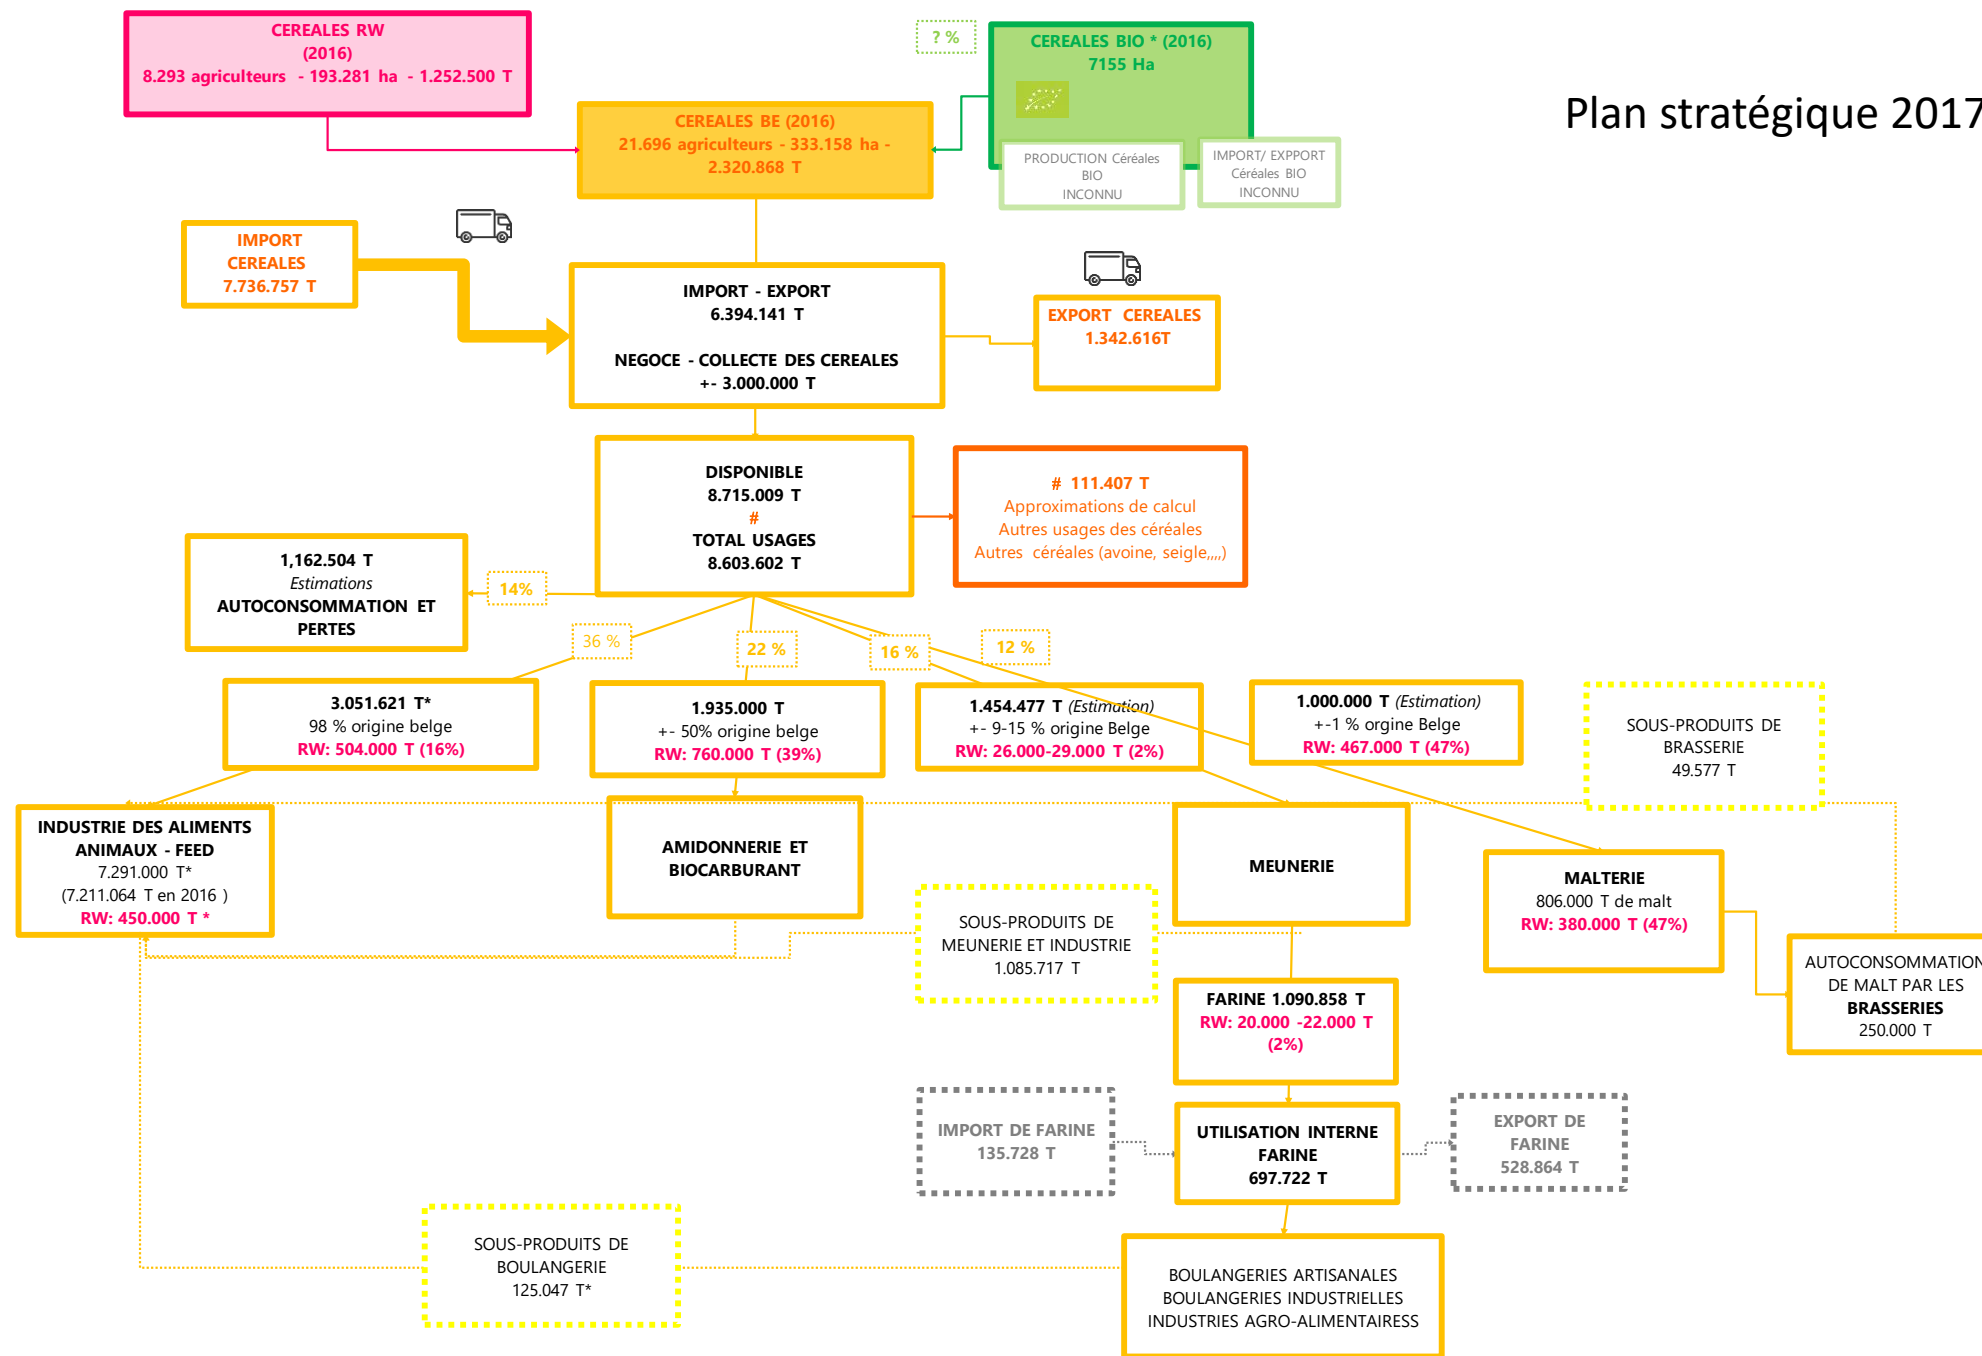 CEREALES RW
(2016)
8.293 agriculteurs - 193.281 ha - 1.252.500 T
? %
CEREALES BIO * (2016)
7155 Ha
PRODUCTION Céréales
BIO
INCONNU
IMPORT/ EXPPORT
Céréales BIO
INCONNU
Plan stratégique 2017
CEREALES BE (2016)
21.696 agriculteurs - 333.158 ha -
2.320.868 T
IMPORT
CEREALES
7.736.757 T
IMPORT - EXPORT
6.394.141 T
NEGOCE - COLLECTE DES CEREALES
+- 3.000.000 T
EXPORT CEREALES
1.342.616T
DISPONIBLE
8.715.009 T
#
TOTAL USAGES
8.603.602 T
# 111.407 T
Approximations de calcul
Autres usages des céréales
Autres céréales (avoine, seigle,,,,)
1,162.504 T
Estimations
AUTOCONSOMMATION ET
PERTES
14%
36 %
22 %
16 %
12 %
3.051.621 T*
98 % origine belge
RW: 504.000 T (16%)
1.935.000 T
+- 50% origine belge
RW: 760.000 T (39%)
1.454.477 T (Estimation)
+- 9-15 % origine Belge
RW: 26.000-29.000 T (2%)
1.000.000 T (Estimation)
+-1 % orgine Belge
RW: 467.000 T (47%)
SOUS-PRODUITS DE
BRASSERIE
49.577 T
INDUSTRIE DES ALIMENTS
ANIMAUX - FEED
7.291.000 T*
(7.211.064 T en 2016 )
RW: 450.000 T *
AMIDONNERIE ET
BIOCARBURANT
MEUNERIE
MALTERIE
806.000 T de malt
RW: 380.000 T (47%)
SOUS-PRODUITS DE
MEUNERIE ET INDUSTRIE
1.085.717 T
AUTOCONSOMMATION
DE MALT PAR LES
BRASSERIES
250.000 T
FARINE 1.090.858 T
RW: 20.000 -22.000 T
(2%)
IMPORT DE FARINE
135.728 T
UTILISATION INTERNE
FARINE
697.722 T
EXPORT DE
FARINE
528.864 T
SOUS-PRODUITS DE
BOULANGERIE
125.047 T*
BOULANGERIES ARTISANALES
BOULANGERIES INDUSTRIELLES
INDUSTRIES AGRO-ALIMENTAIRESS